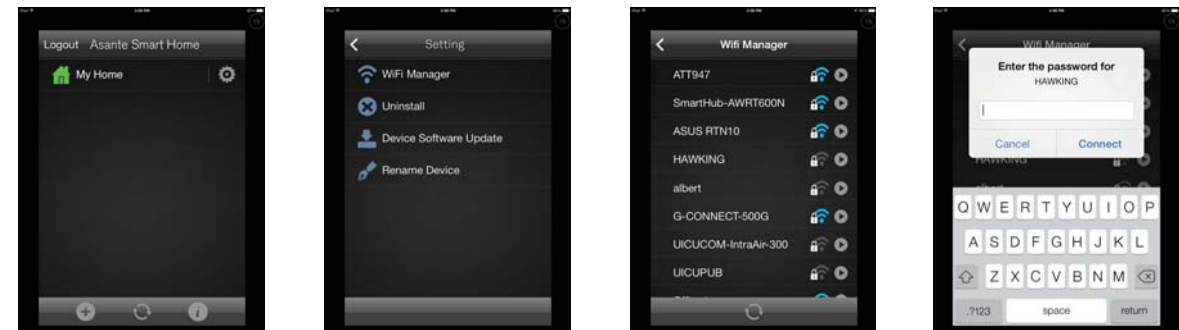 Logout Asante Smart Home
My Home
Setting
WiFi Manager
Uninstall
Device Software Update
Rename Device
Wifi Manager
ATT947
SmartHub-AWRT600N
ASUS RTN10
HAWKING
albert
G-CONNECT-500G
UICUCOM-IntraAir-300
UICUPUB
Wifi Manager
Enter the password for
HAWKING
Cancel Connect
HAWKING
Q W E R T Y U I O P
A S D F G H J K L
Z X C V B N M
.?123 space return